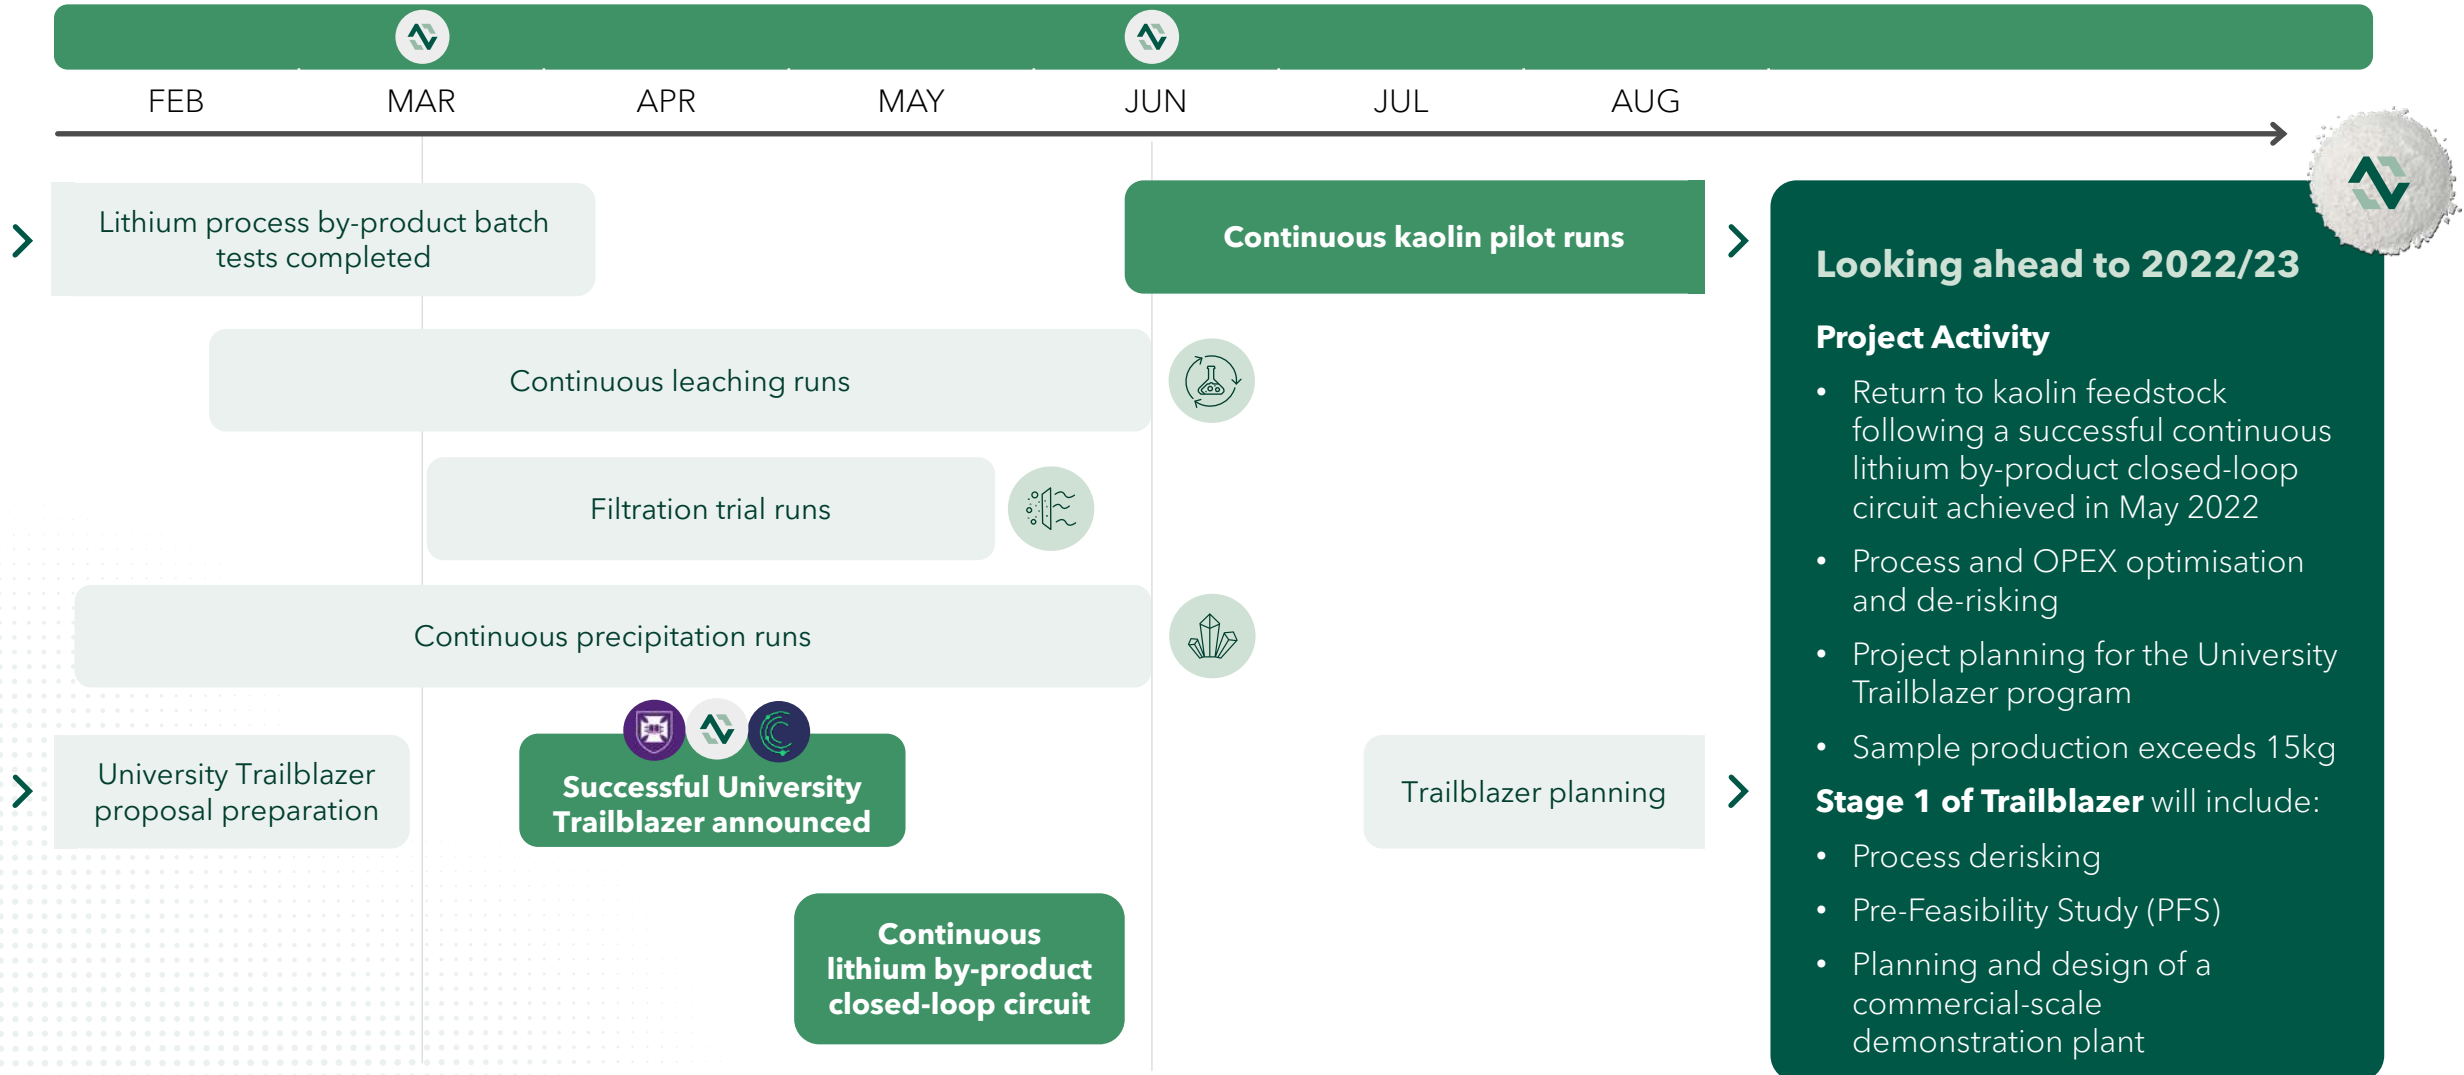 FEB MAR APR MAY JUN JUL AUG
Lithium process by-product batch
tests completed
Continuous kaolin pilot runs
Continuous leaching runs
Filtration trial runs
Continuous precipitation runs
University Trailblazer
proposal preparation
Successful University
Trailblazer announced
Trailblazer planning
Continuous
lithium by-product
closed-loop circuit
Looking ahead to 2022/23
Project Activity
• Return to kaolin feedstock
following a successful continuous
lithium by-product closed-loop
circuit achieved in May 2022
• Process and OPEX optimisation
and de-risking
• Project planning for the University
Trailblazer program
• Sample production exceeds 15kg
Stage 1 of Trailblazer will include:
• Process derisking
• Pre-Feasibility Study (PFS)
• Planning and design of a
commercial-scale
demonstration plant